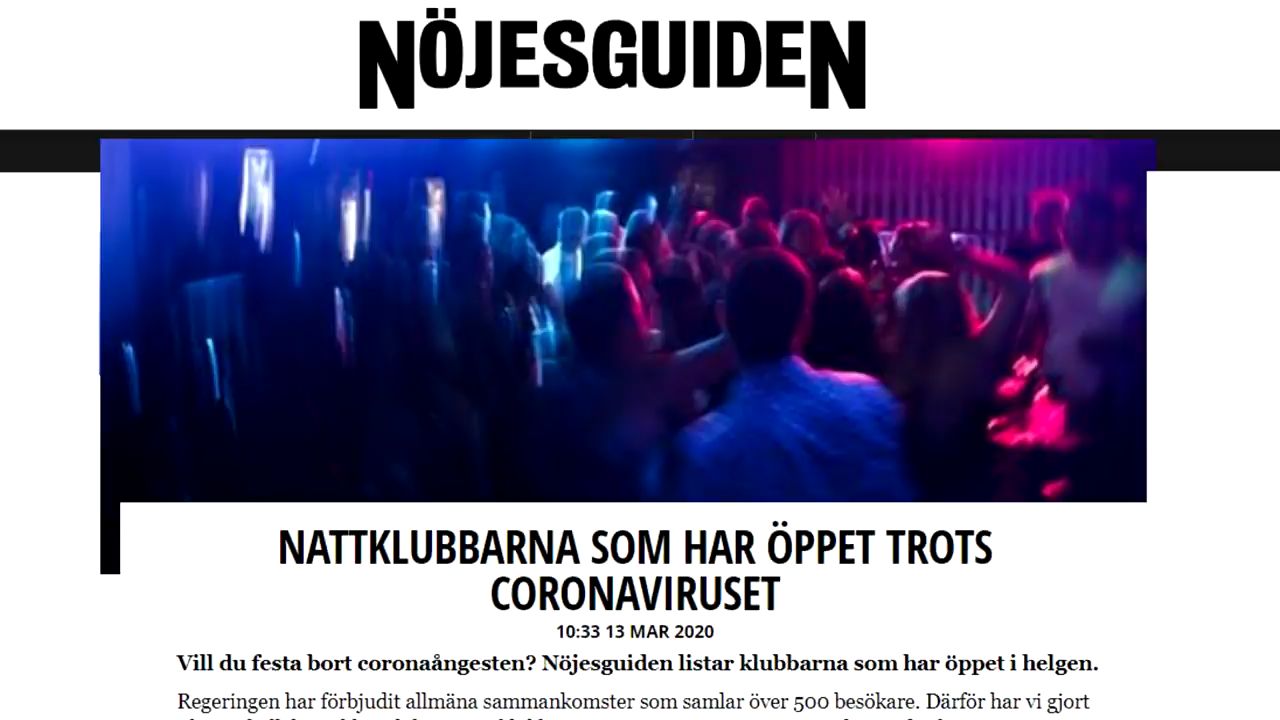 NÖJESGUIDEN
NATTKLUBBARNA SOM HAR ÖPPET TROTS
CORONAVIRUSET
10:33 13 MAR 2020
Vill du festa bort coronaångesten? Nöjesguiden listar klubbarna som har öppet i helgen.
Regeringen har förbjudit allmäna sammankomster som samlar över 500 besökare. Därför har vi gjort